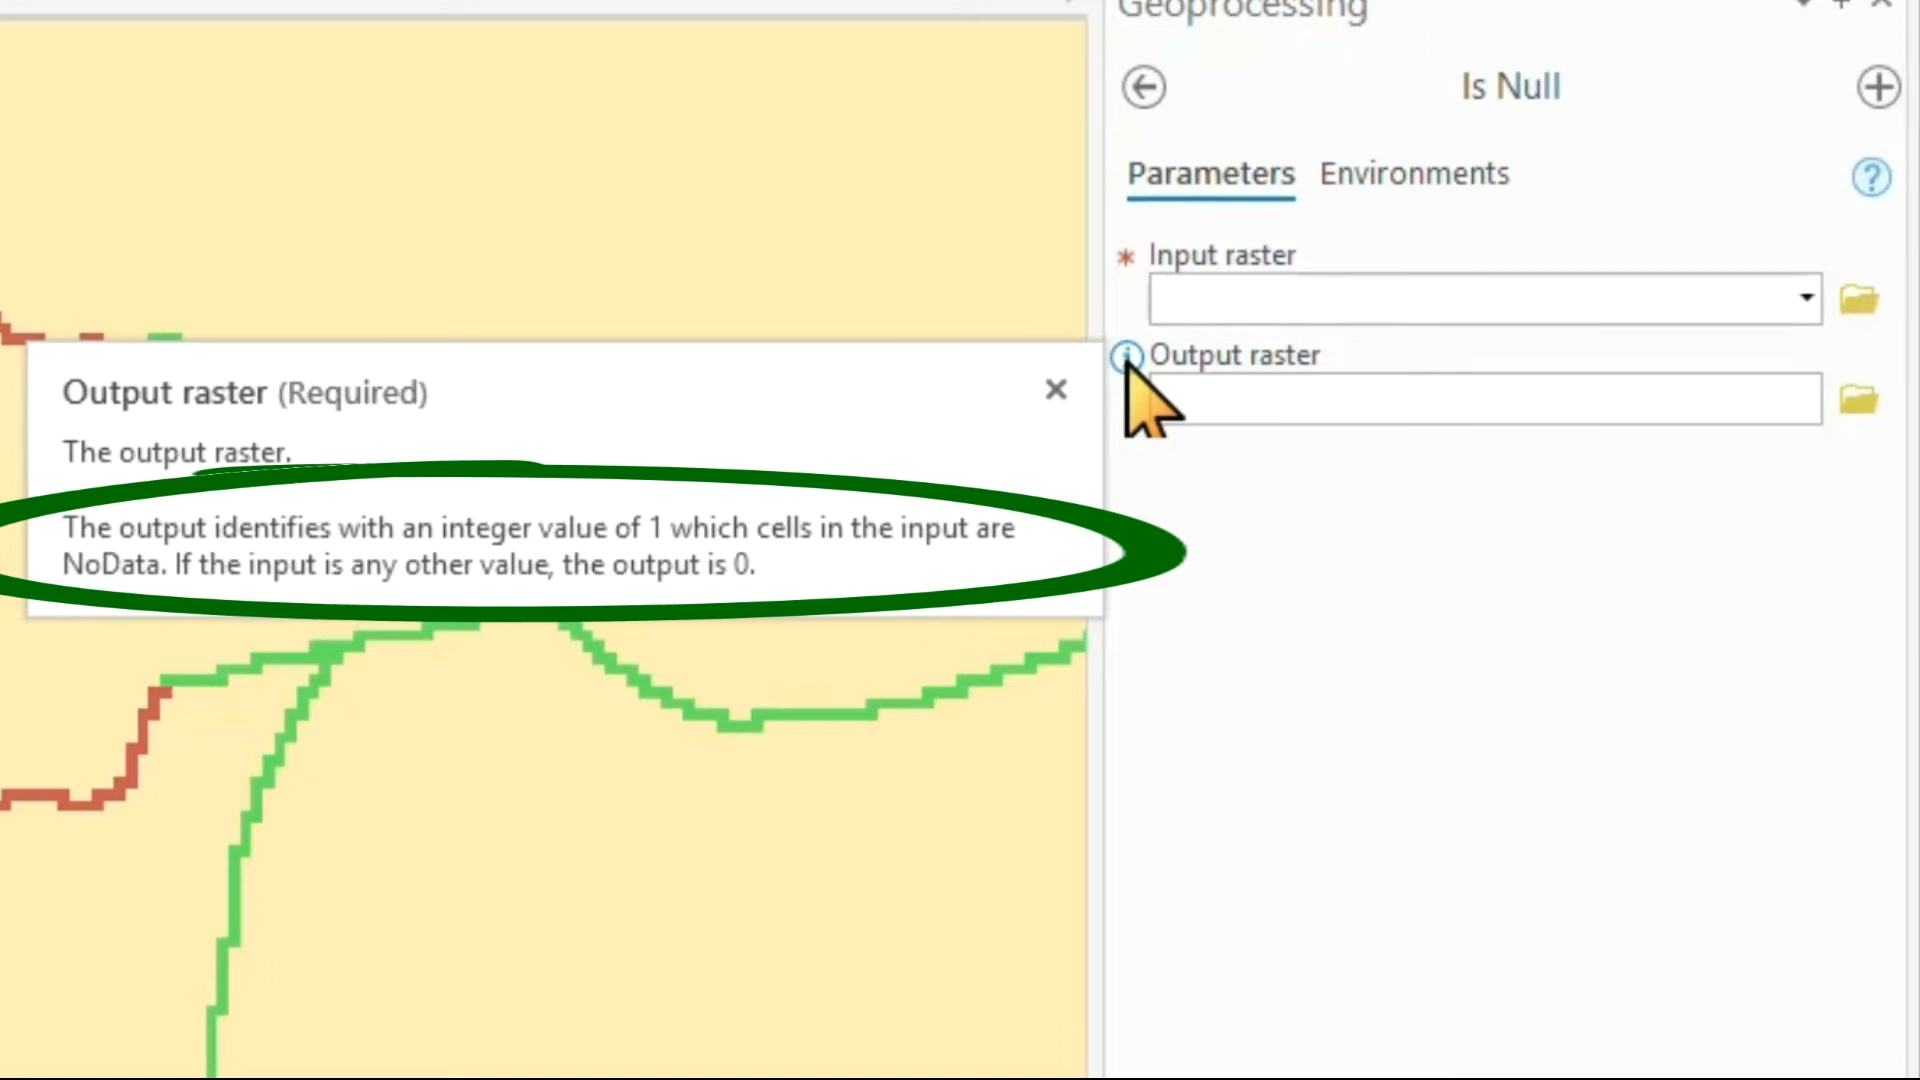 Geoprocessing
Is Null
Parameters Environments
* Input raster
Output raster
Output raster (Required)
The output raster.
The output identifies with an integer value of 1 which cells in the input are
NoData. If the input is any other value, the output is 0.